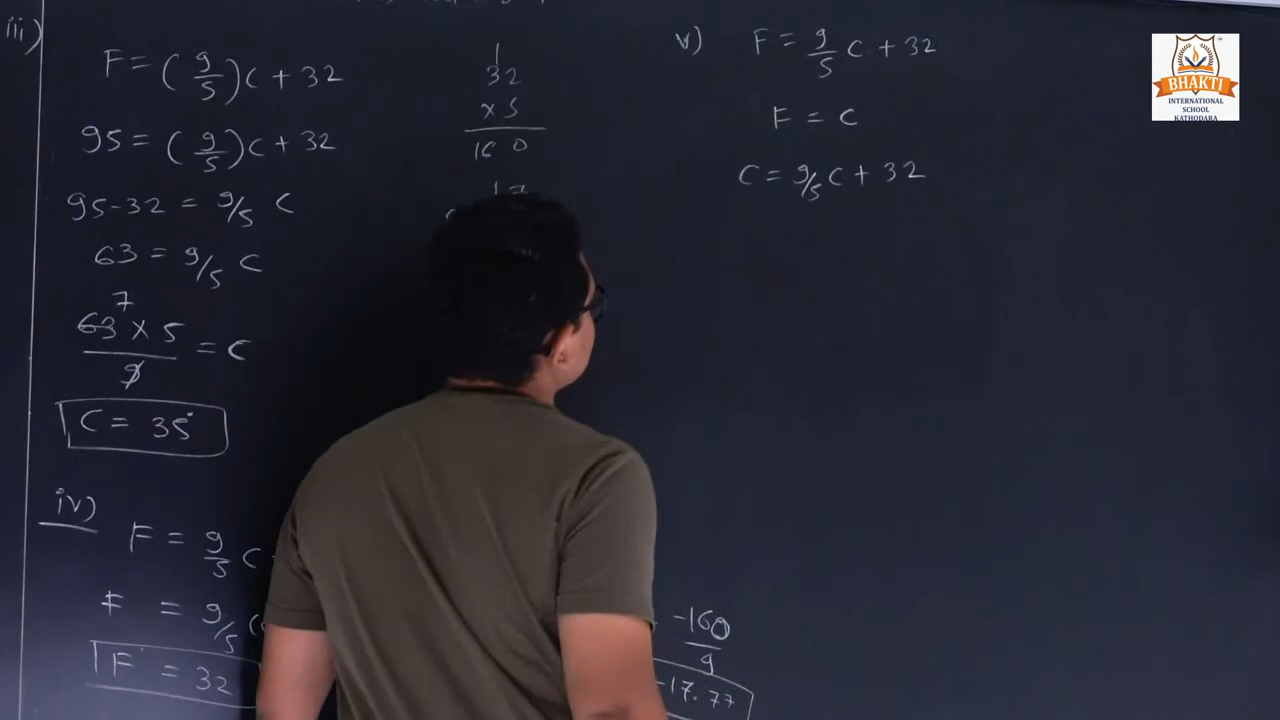 iii)
F = (9/5)C + 32
95 = (9/5)C + 32
95-32 = 9/5 C
63 = 9/5 C
7
63 × 5 / 9 = C
C = 35°
iv)
F = 9/5 C
F = 9/5 (
F = 32
1
32
× 5
160
-160 / 9
-17.77
v) F = 9/5 C + 32
F = C
C = 9/5 C + 32
BHAKTI
INTERNATIONAL
SCHOOL
KATHODARA